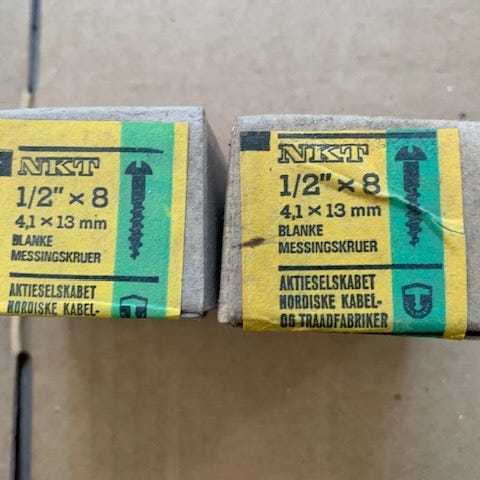 NKT
1/2" × 8
4,1 × 13 mm
BLANKE
MESSINGSKRUER
AKTIESELSKABET
NORDISKE KABEL-
NKT
1/2" × 8
4,1 × 13 mm
BLANKE
MESSINGSKRUER
AKTIESELSKABET
NORDISKE KABEL-
OG TRAADFABRIKER